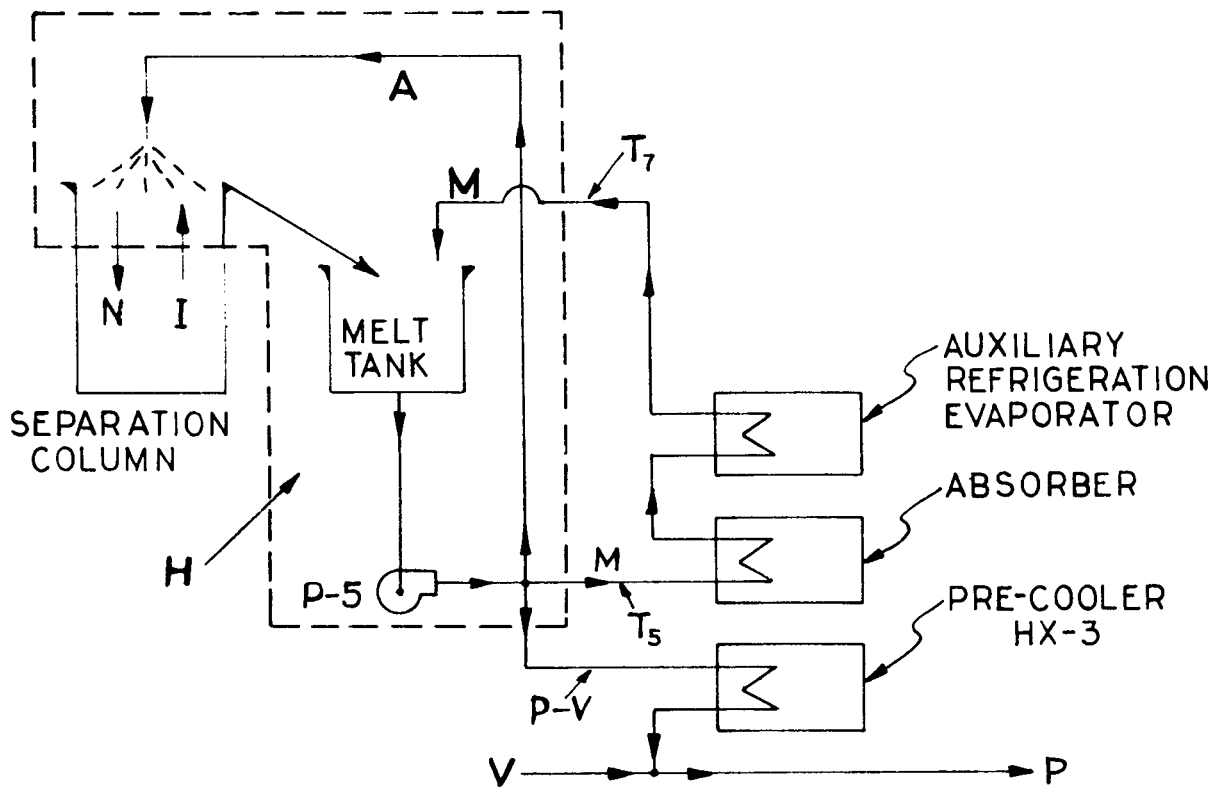 A
T7
M
N I
MELT
TANK
SEPARATION
COLUMN
AUXILIARY
REFRIGERATION
EVAPORATOR
ABSORBER
H
P-5
M
T5
PRE-COOLER
HX-3
P-V
V
P